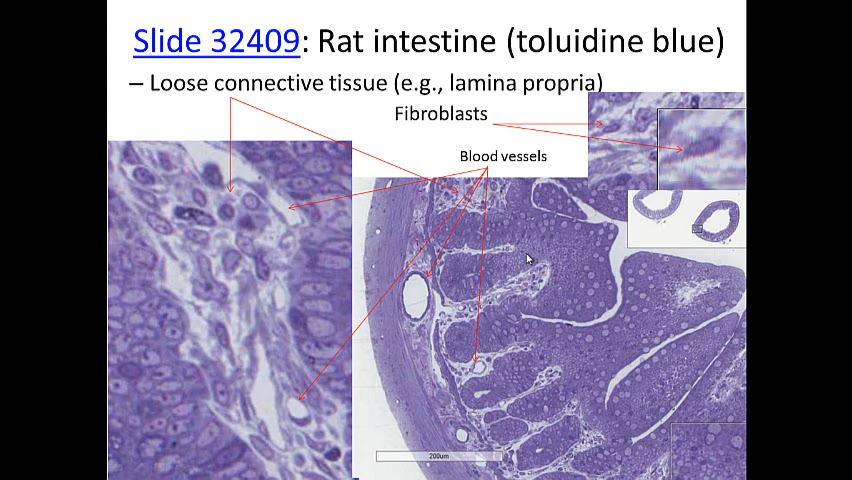 Slide 32409: Rat intestine (toluidine blue)
– Loose connective tissue (e.g., lamina propria)
Fibroblasts
Blood vessels
200um